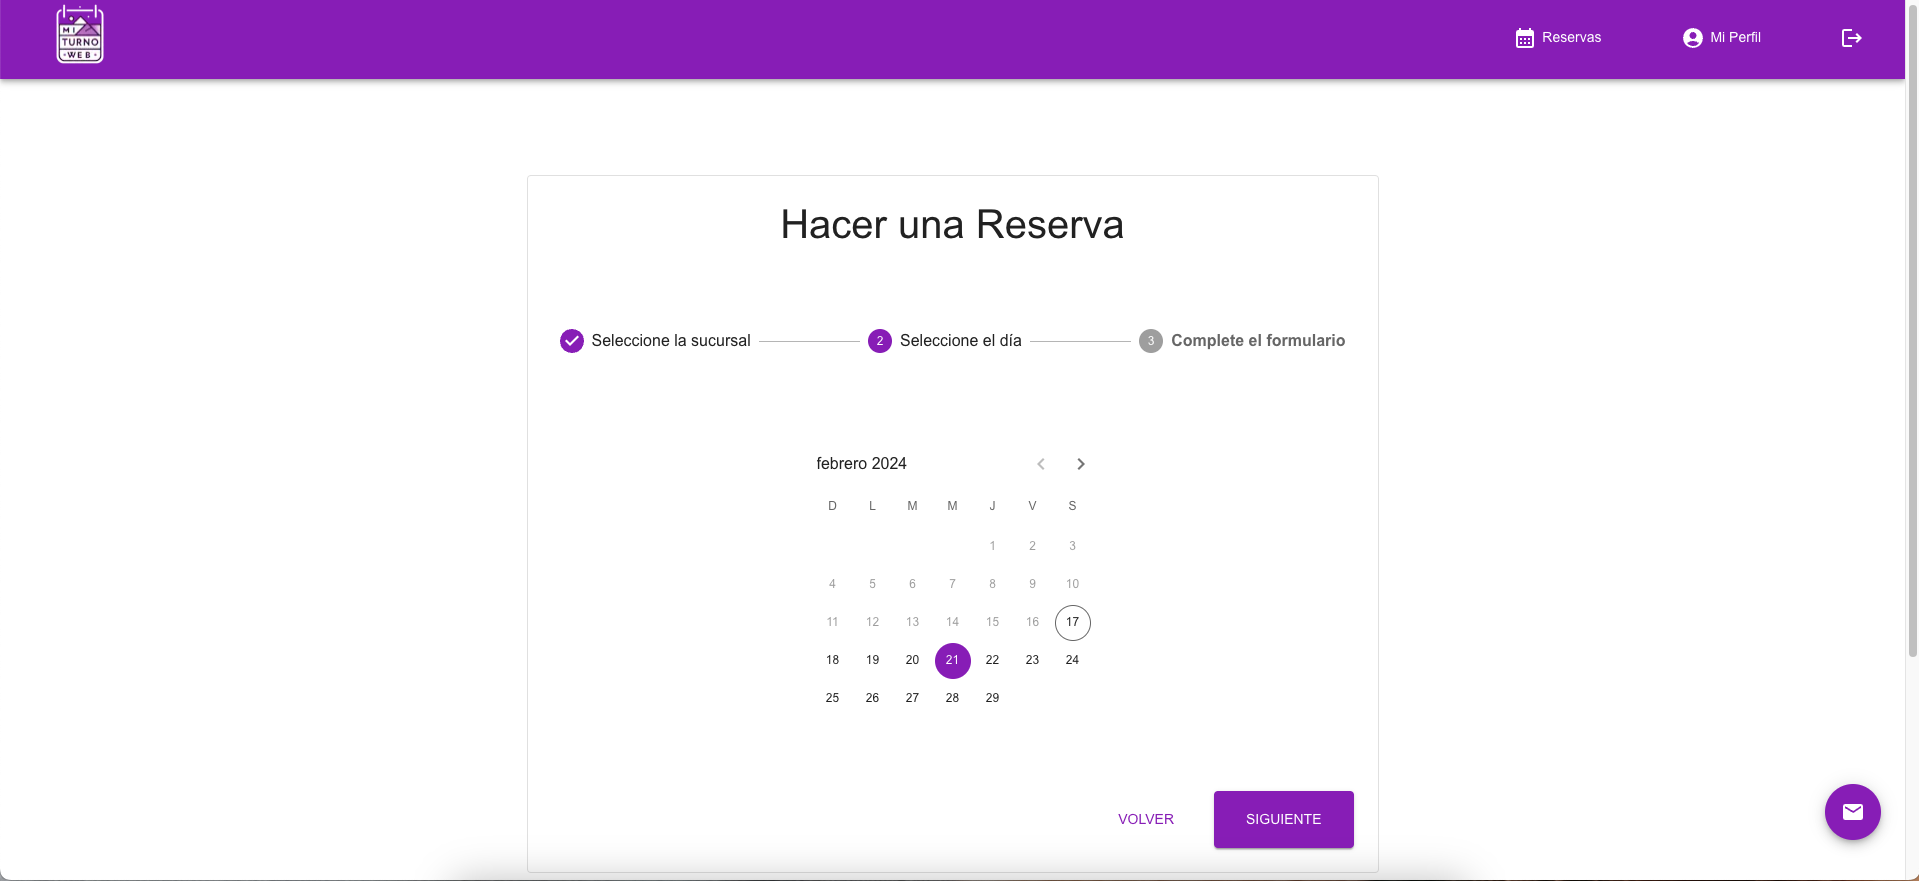 MI
TURNO
WEB
Reservas
Mi Perfil
Hacer una Reserva
Seleccione la sucursal
2 Seleccione el día
3 Complete el formulario
febrero 2024
D L M M J V S
1 2 3
4 5 6 7 8 9 10
11 12 13 14 15 16 17
18 19 20 21 22 23 24
25 26 27 28 29
VOLVER SIGUIENTE